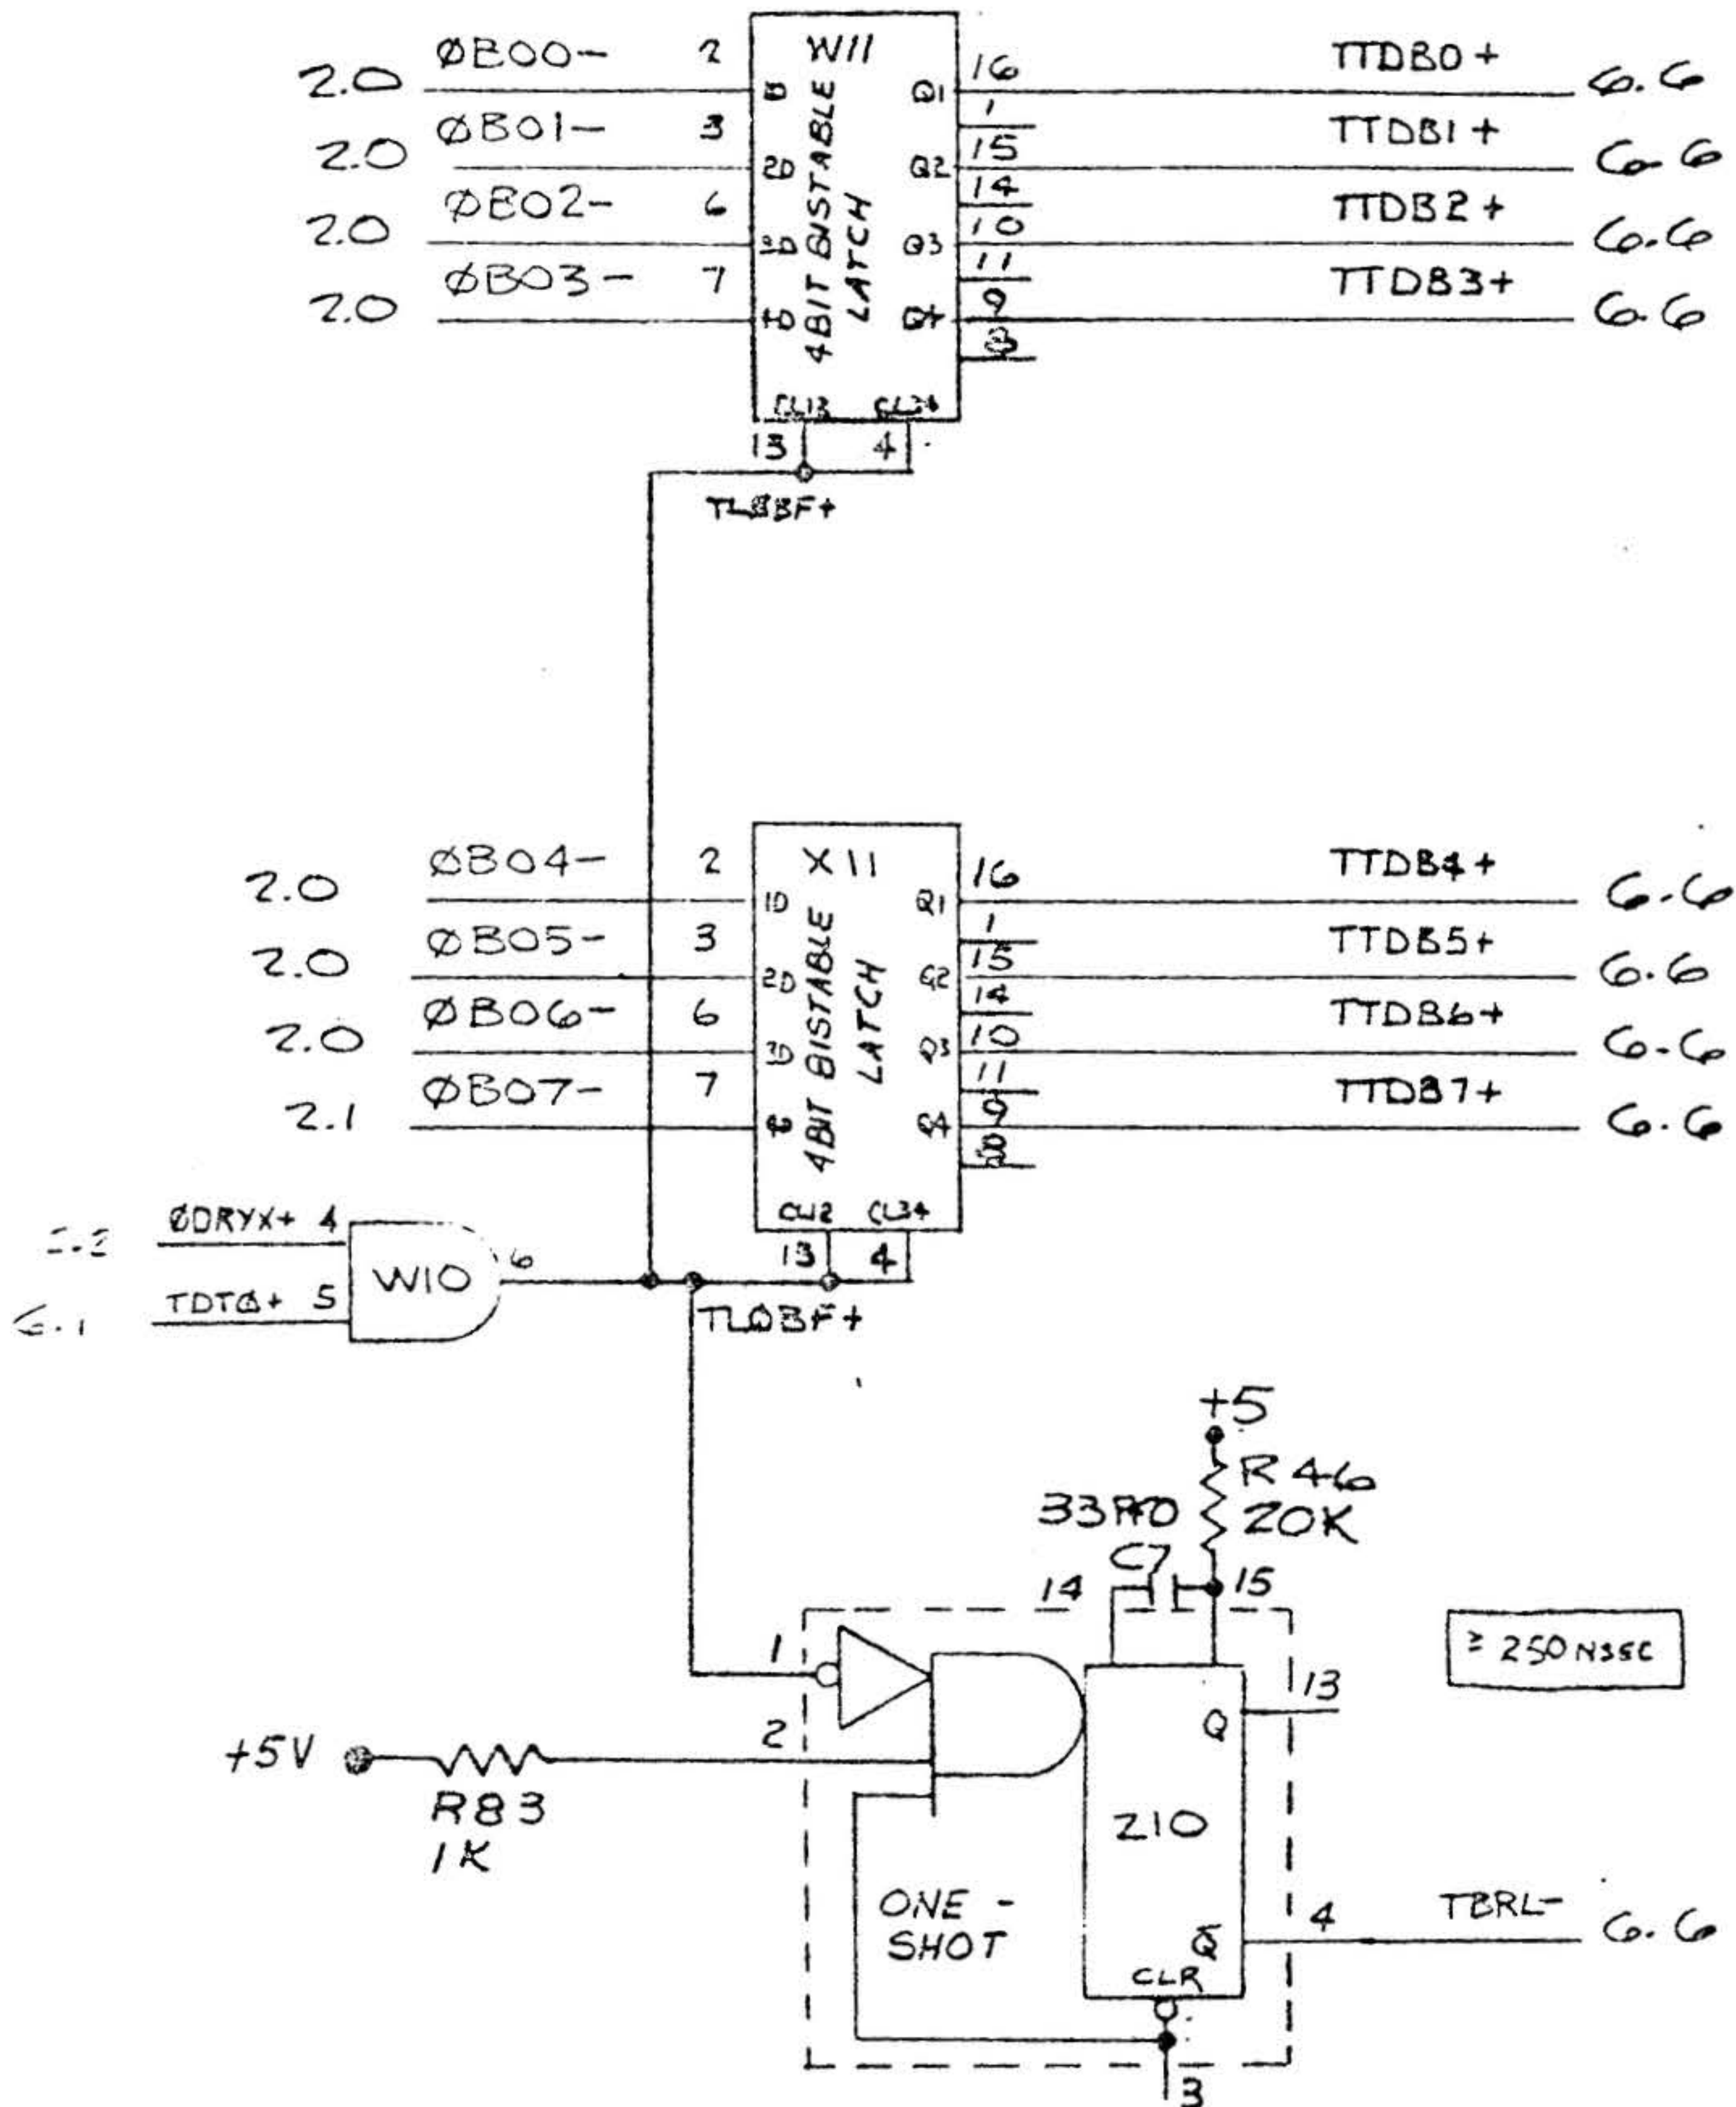 2.0 ØB00- 2 W11 16 TTDB0+ 6.6
1
2.0 ØB01- 3 2D Q2 15 TTDB1+ 6.6
14
2.0 ØB02- 6 3D Q3 10 TTDB2+ 6.6
11
2.0 ØB03- 7 9 TTDB3+ 6.6
Q1
4BIT BISTABLE
LATCH
CL12 CL34
13 4
TLØBF+
2.0 ØB04- 2 X11 16 TTDB4+ 6.6
1D Q1
1
2.0 ØB05- 3 2D Q2 15 TTDB5+ 6.6
14
2.0 ØB06- 6 3D Q3 10 TTDB6+ 6.6
11
2.1 ØB07- 7 Q4 9 TTDB7+ 6.6
8
4BIT BISTABLE
LATCH
CL12 CL34
13 4
ØDRYX+ 4
W10 6
6.1 TDTØ+ 5
TLØBF+
+5
R46
20K
C7
14 15
1
≥ 250 NSEC
13
Q
2
+5V
R83
1K
Z10
ONE-
SHOT
4 TBRL- 6.6
Q̅
CLR
3